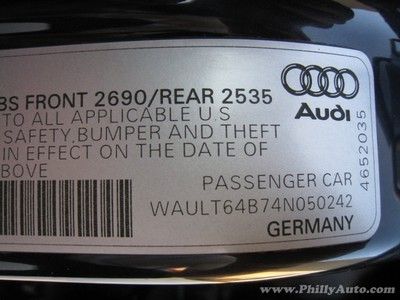 BS FRONT 2690/REAR 2535
TO ALL APPLICABLE U.S
SAFETY,BUMPER AND THEFT
IN EFFECT ON THE DATE OF
ABOVE
Audi
4652035
PASSENGER CAR
WAULT64B74N050242
GERMANY
www.PhillyAuto.com